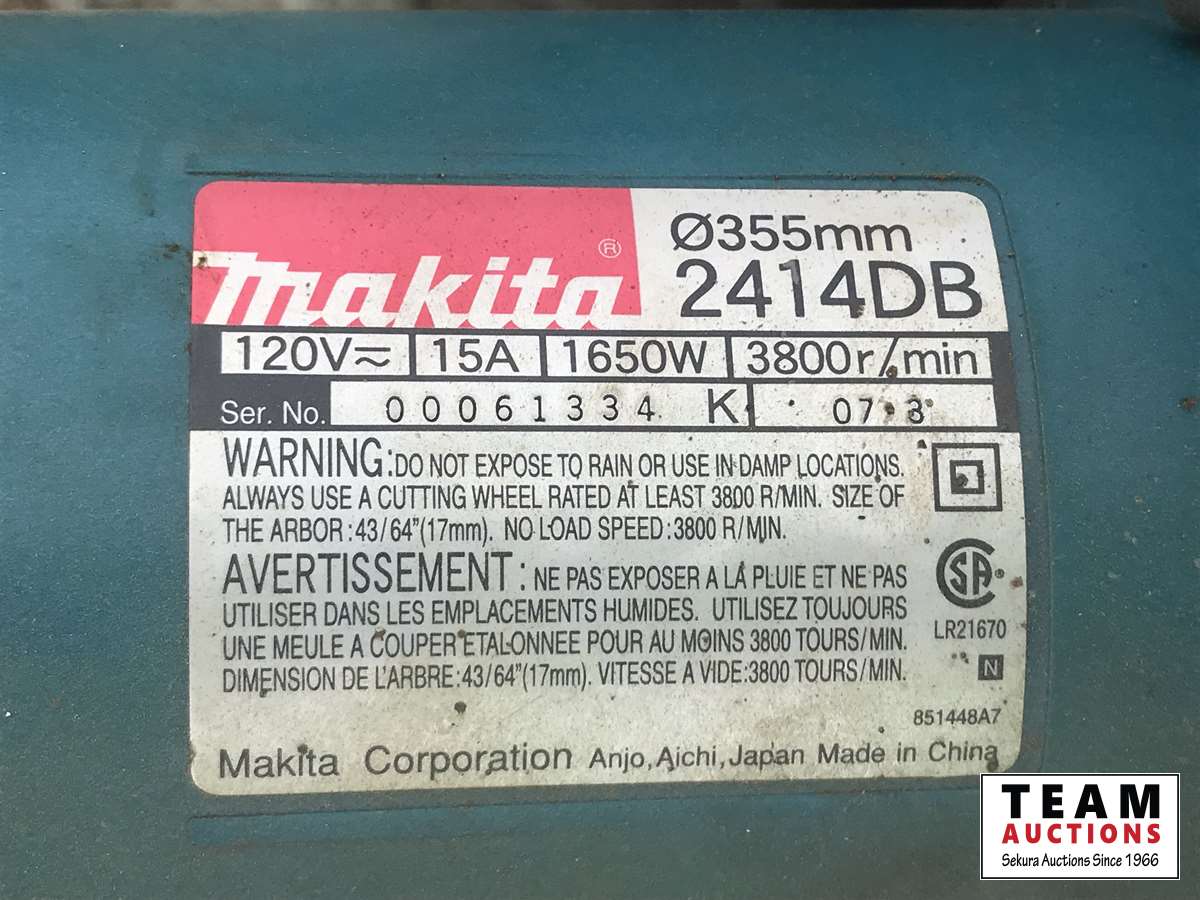 makita®
Ø355mm
2414DB
120V≂ 15A 1650W 3800r/min
Ser. No. 00061334 K 07 3
WARNING:DO NOT EXPOSE TO RAIN OR USE IN DAMP LOCATIONS.
ALWAYS USE A CUTTING WHEEL RATED AT LEAST 3800 R/MIN. SIZE OF
THE ARBOR:43/64"(17mm). NO LOAD SPEED:3800 R/MIN.
AVERTISSEMENT: NE PAS EXPOSER A LA PLUIE ET NE PAS
UTILISER DANS LES EMPLACEMENTS HUMIDES. UTILISEZ TOUJOURS
UNE MEULE A COUPER ETALONNEE POUR AU MOINS 3800 TOURS/MIN.
DIMENSION DE L'ARBRE:43/64"(17mm). VITESSE A VIDE:3800 TOURS/MIN.
SA®
LR21670
N
851448A7
Makita Corporation Anjo, Aichi, Japan Made in China
TEAM
AUCTIONS
Sekura Auctions Since 1966